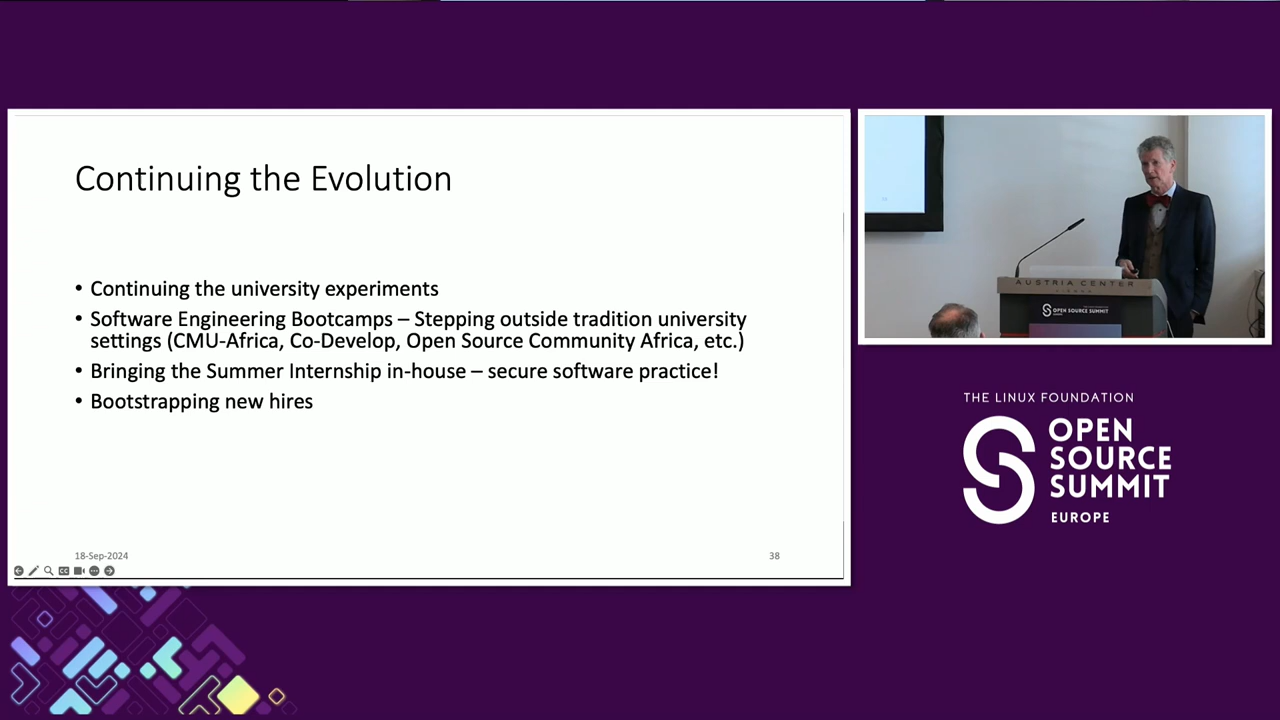 Continuing the Evolution
• Continuing the university experiments
• Software Engineering Bootcamps – Stepping outside tradition university
settings (CMU-Africa, Co-Develop, Open Source Community Africa, etc.)
• Bringing the Summer Internship in-house – secure software practice!
• Bootstrapping new hires
18-Sep-2024
38
AUSTRIA CENTER
OPEN SOURCE SUMMIT
THE LINUX FOUNDATION
OPEN
SOURCE
SUMMIT
EUROPE